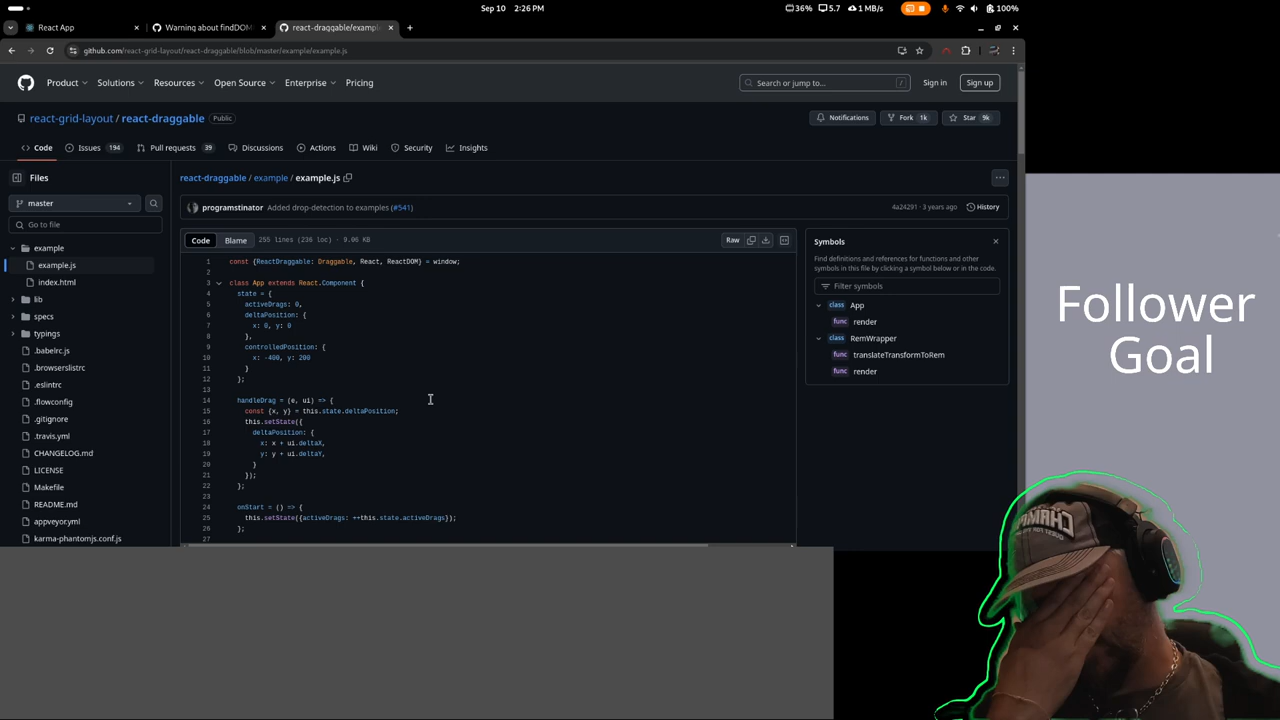 Sep 10 2:26 PM
36% 5.7 1 MB/s 100%
React App
Warning about findDOM
react-draggable/exampl
github.com/react-grid-layout/react-draggable/blob/master/example/example.js
Product Solutions Resources Open Source Enterprise Pricing
Search or jump to... /
Sign in
Sign up
react-grid-layout / react-draggable Public
Notifications
Fork 1k
Star 9k
Code
Issues 194
Pull requests 39
Discussions
Actions
Wiki
Security
Insights
Files
master
Go to file
example
example.js
index.html
lib
specs
typings
.babelrc.js
.browserslistrc
.eslintrc
.flowconfig
.gitignore
.travis.yml
CHANGELOG.md
LICENSE
Makefile
README.md
appveyor.yml
karma-phantomjs.conf.js
react-draggable / example / example.js
programstinator Added drop-detection to examples (#541)
4a24291 · 3 years ago
History
Code Blame 255 lines (236 loc) · 9.06 KB
Raw
1 const {ReactDraggable: Draggable, React, ReactDOM} = window;
2
3 class App extends React.Component {
4 state = {
5 activeDrags: 0,
6 deltaPosition: {
7 x: 0, y: 0
8 },
9 controlledPosition: {
10 x: -400, y: 200
11 }
12 };
13
14 handleDrag = (e, ui) => {
15 const {x, y} = this.state.deltaPosition;
16 this.setState({
17 deltaPosition: {
18 x: x + ui.deltaX,
19 y: y + ui.deltaY,
20 }
21 });
22 };
23
24 onStart = () => {
25 this.setState({activeDrags: ++this.state.activeDrags});
26 };
27
Symbols
Find definitions and references for functions and other
symbols in this file by clicking a symbol below or in the code.
Filter symbols
class App
func render
class RemWrapper
func translateTransformToRem
func render
Follower
Goal